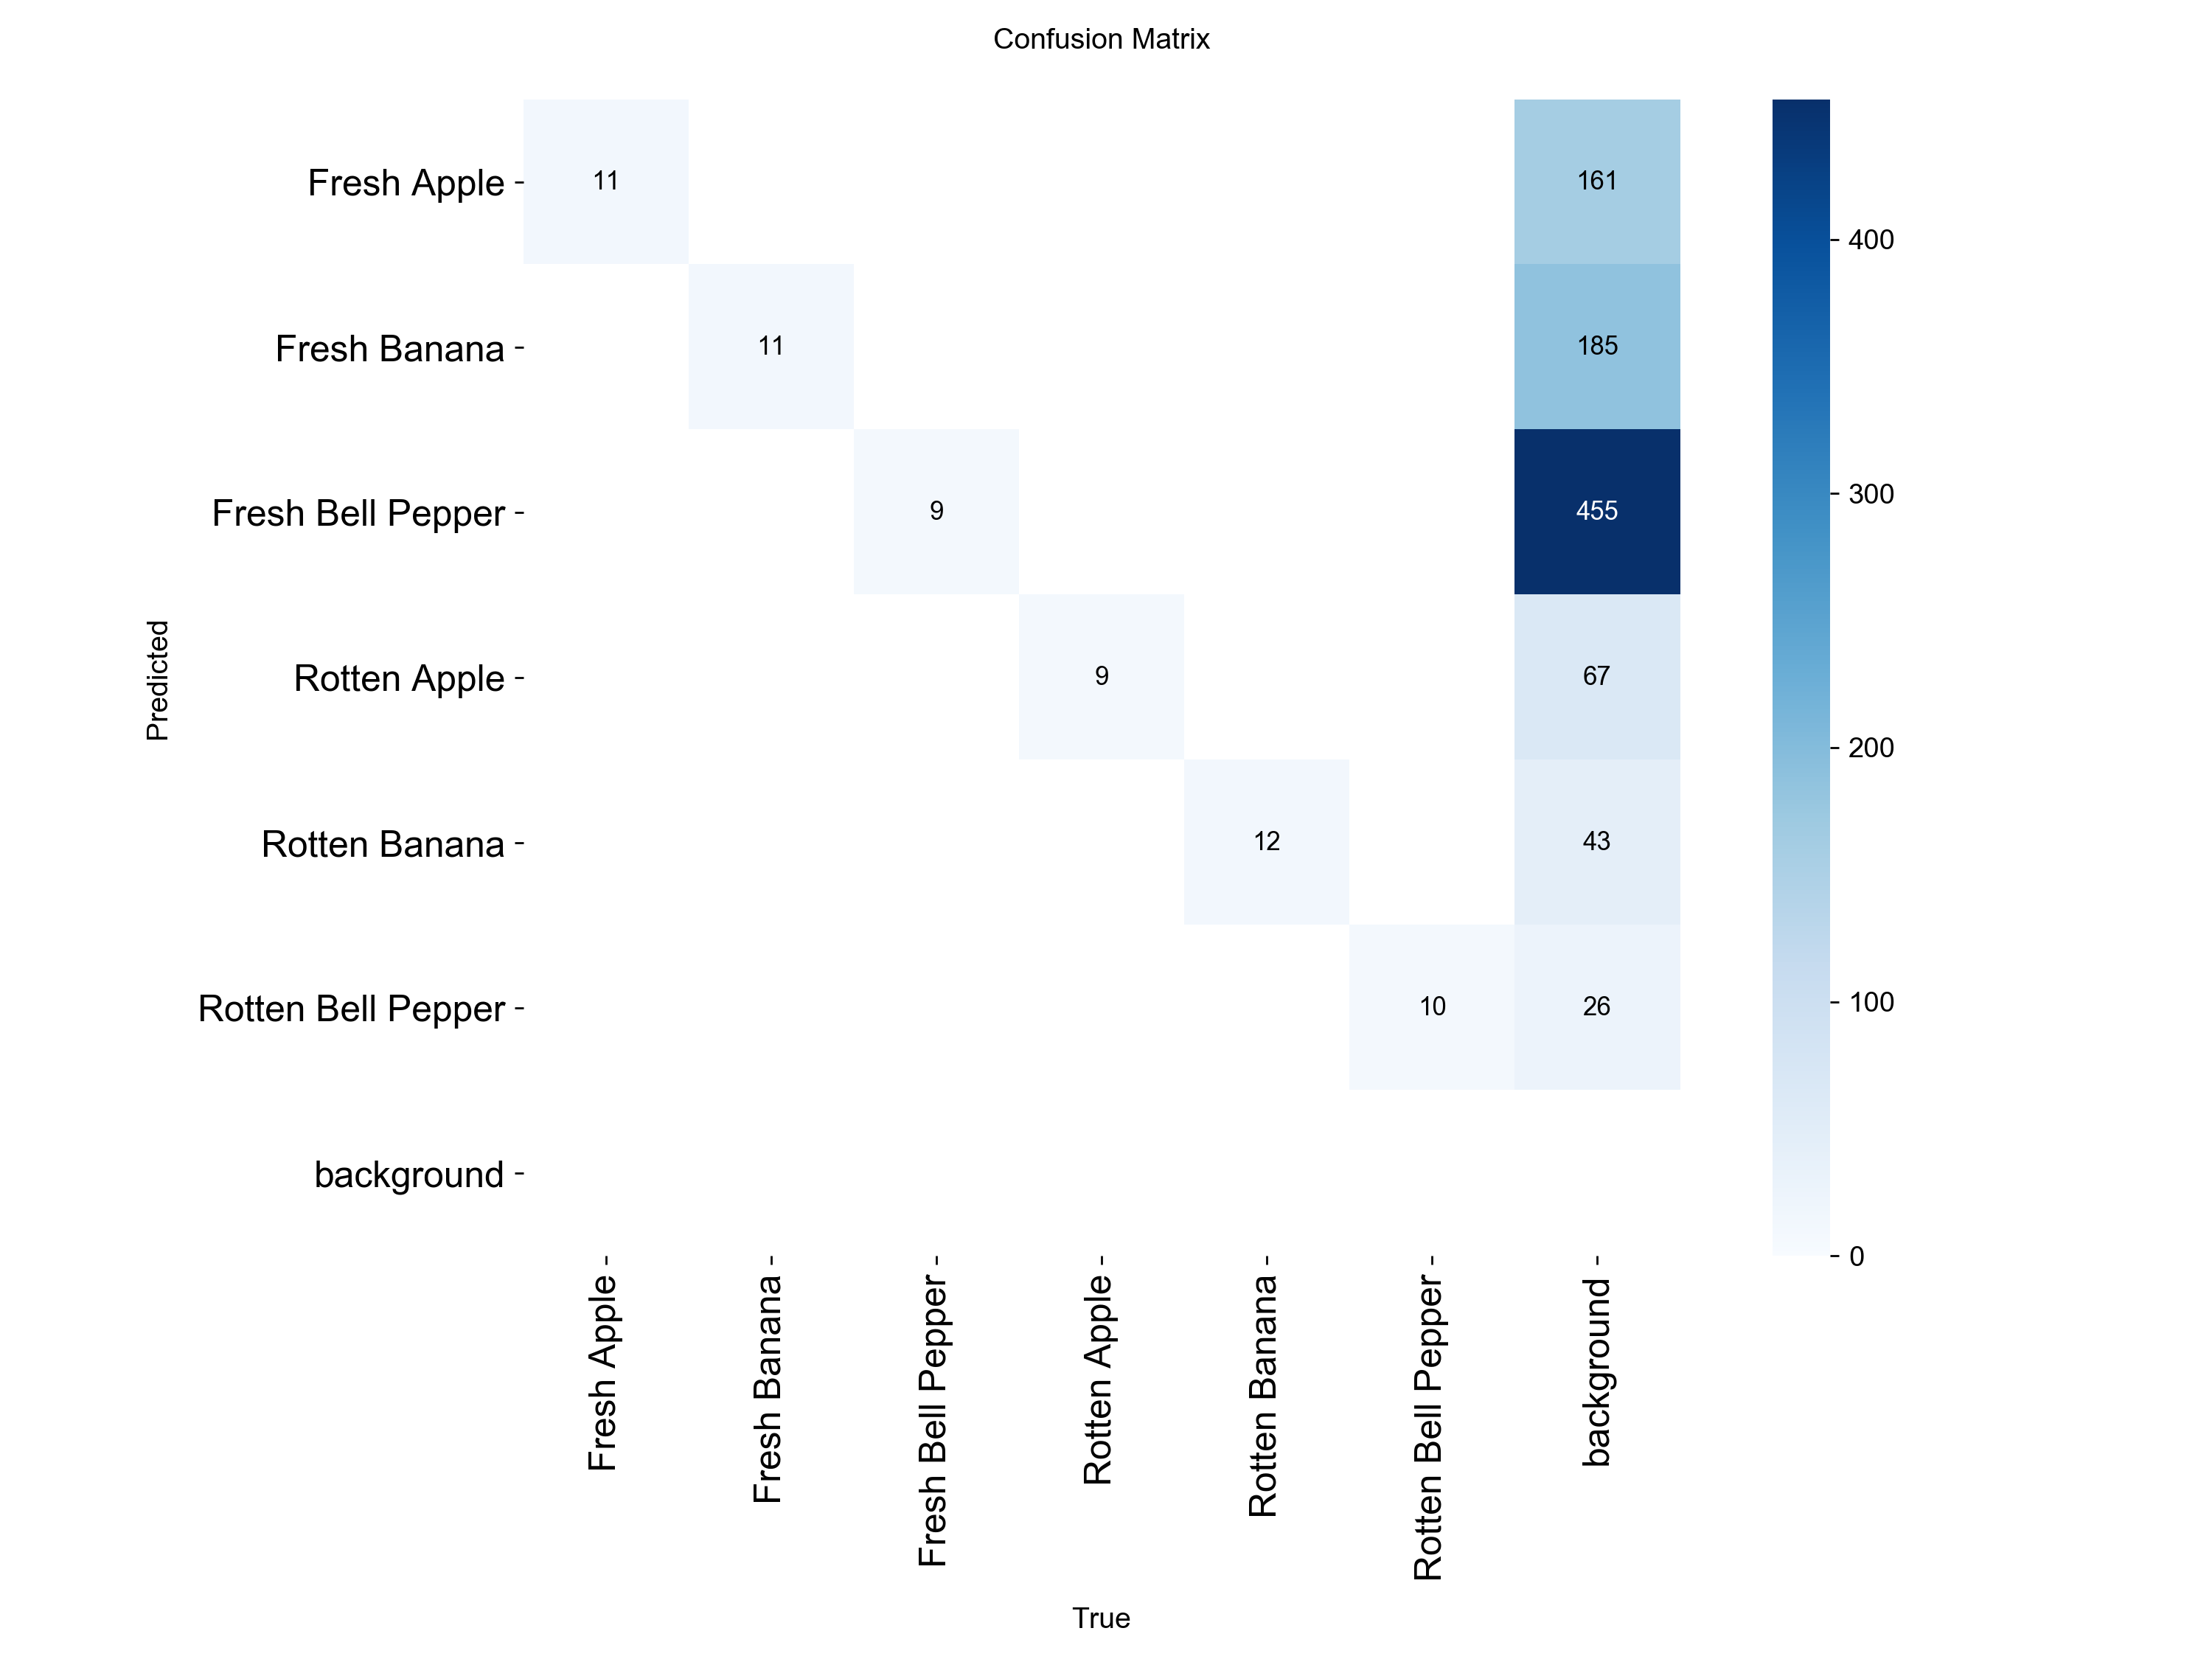 Confusion Matrix
Fresh Apple
11
161
Fresh Banana
11
185
Fresh Bell Pepper
9
455
Rotten Apple
9
67
Rotten Banana
12
43
Rotten Bell Pepper
10
26
background
Predicted
Fresh Apple
Fresh Banana
Fresh Bell Pepper
Rotten Apple
Rotten Banana
Rotten Bell Pepper
background
True
400
300
200
100
0